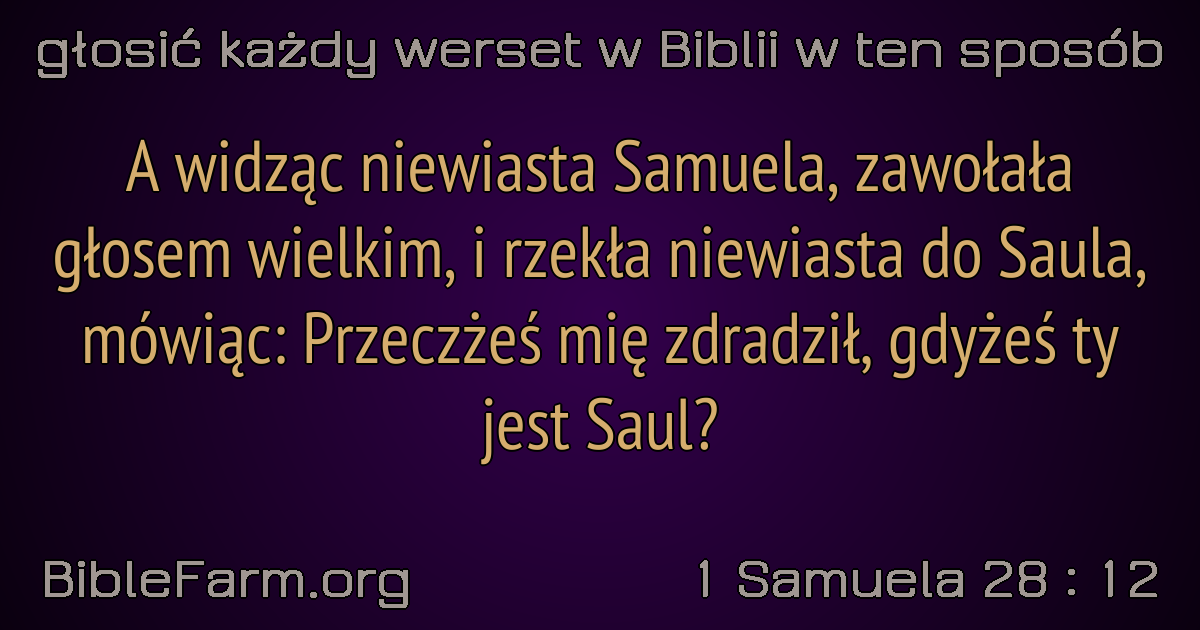 głosić każdy werset w Biblii w ten sposób
A widząc niewiasta Samuela, zawołała
głosem wielkim, i rzekła niewiasta do Saula,
mówiąc: Przeczżeś mię zdradził, gdyżeś ty
jest Saul?
BibleFarm.org
1 Samuela 28 : 12